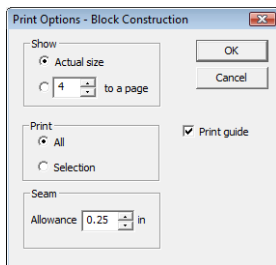 Print Options - Block Construction
Show
Actual size
4 to a page
OK
Cancel
Print
All
Selection
Print guide
Seam
Allowance 0.25 in